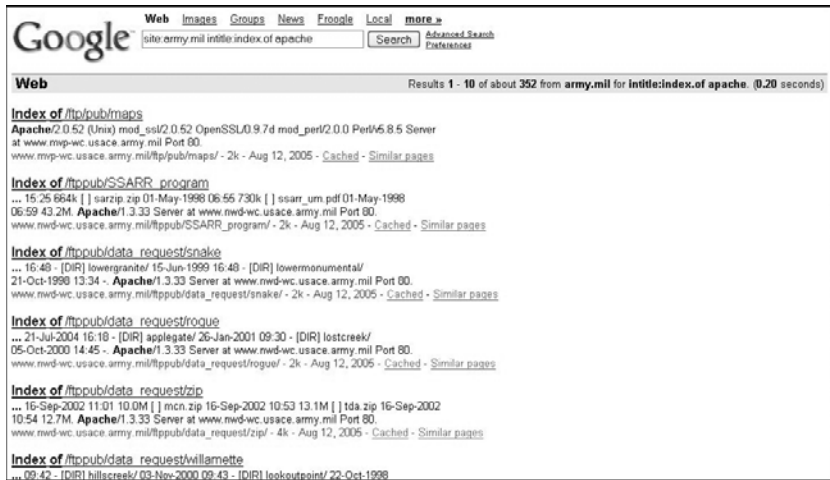 Web Images Groups News Froogle Local more »
Google
site:army.mil intitle:index.of apache Search Advanced Search
Preferences
Web Results 1 - 10 of about 352 from army.mil for intitle:index.of apache. (0.20 seconds)
Index of /ftp/pub/maps
Apache/2.0.52 (Unix) mod_ssl/2.0.52 OpenSSL/0.9.7d mod_perl/2.0.0 Perl/v5.8.5 Server
at www.mvp-wc.usace.army.mil Port 80.
www.mvp-wc.usace.army.mil/ftp/pub/maps/ - 2k - Aug 12, 2005 - Cached - Similar pages
Index of /ftppub/SSARR_program
... 15:25 664k [ ] sarzip.zip 01-May-1998 06:55 730k [ ] ssarr_um.pdf 01-May-1998
06:59 43.2M. Apache/1.3.33 Server at www.nwd-wc.usace.army.mil Port 80.
www.nwd-wc.usace.army.mil/ftppub/SSARR_program/ - 2k - Aug 12, 2005 - Cached - Similar pages
Index of /ftppub/data_request/snake
... 16:48 - [DIR] lowergranite/ 15-Jun-1999 16:48 - [DIR] lowermonumental/
21-Oct-1998 13:34 -. Apache/1.3.33 Server at www.nwd-wc.usace.army.mil Port 80.
www.nwd-wc.usace.army.mil/ftppub/data_request/snake/ - 2k - Aug 12, 2005 - Cached - Similar pages
Index of /ftppub/data_request/rogue
... 21-Jul-2004 16:18 - [DIR] applegate/ 26-Jan-2001 09:30 - [DIR] lostcreek/
05-Oct-2000 14:45 -. Apache/1.3.33 Server at www.nwd-wc.usace.army.mil Port 80.
www.nwd-wc.usace.army.mil/ftppub/data_request/rogue/ - 2k - Aug 12, 2005 - Cached - Similar pages
Index of /ftppub/data_request/zip
... 16-Sep-2002 11:01 10.0M [ ] mcn.zip 16-Sep-2002 10:53 13.1M [ ] tda.zip 16-Sep-2002
10:54 12.7M. Apache/1.3.33 Server at www.nwd-wc.usace.army.mil Port 80.
www.nwd-wc.usace.army.mil/ftppub/data_request/zip/ - 4k - Aug 12, 2005 - Cached - Similar pages
Index of /ftppub/data_request/willamette
... 09:42 - [DIR] hillscreek/ 03-Nov-2000 09:43 - [DIR] lookoutpoint/ 22-Oct-1998